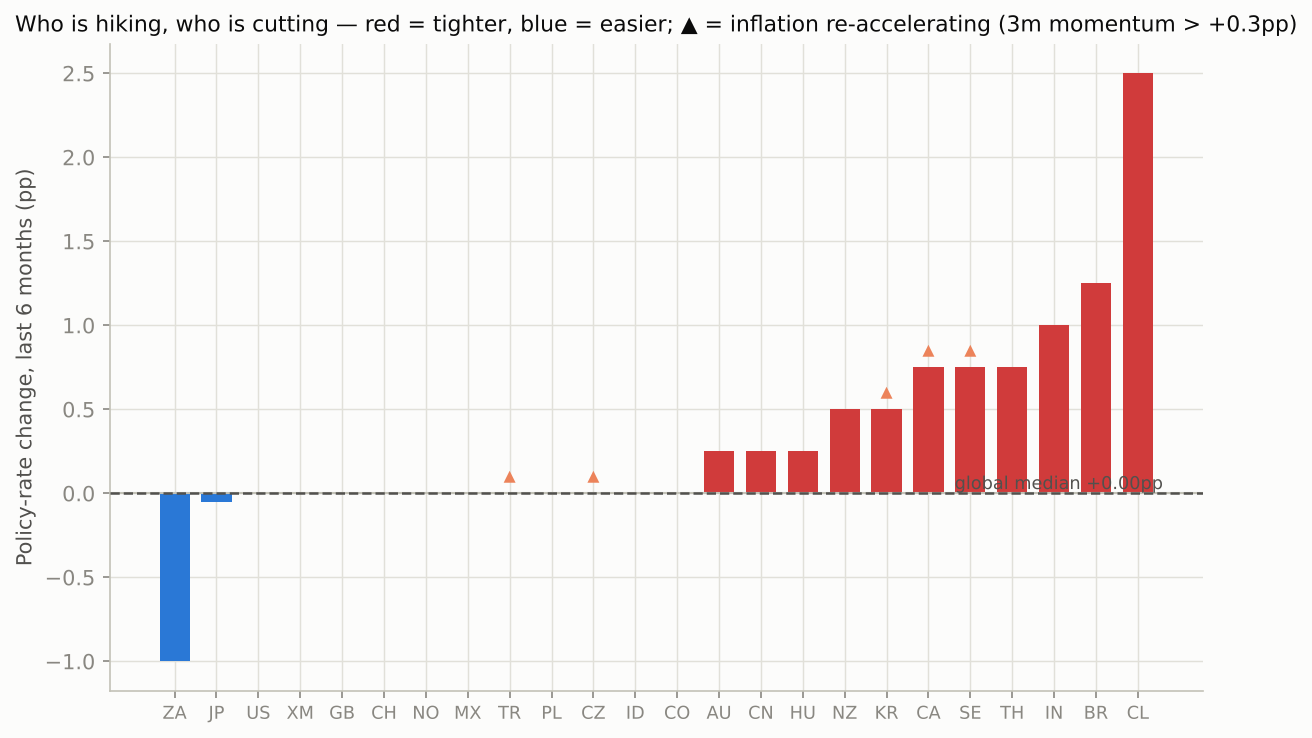 Who is hiking, who is cutting — red = tighter, blue = easier; ▲ = inflation re-accelerating (3m momentum > +0.3pp)
Policy-rate change, last 6 months (pp)
2.5
2.0
1.5
1.0
0.5
0.0
−0.5
−1.0
global median +0.00pp
ZA JP US XM GB CH NO MX TR PL CZ ID CO AU CN HU NZ KR CA SE TH IN BR CL